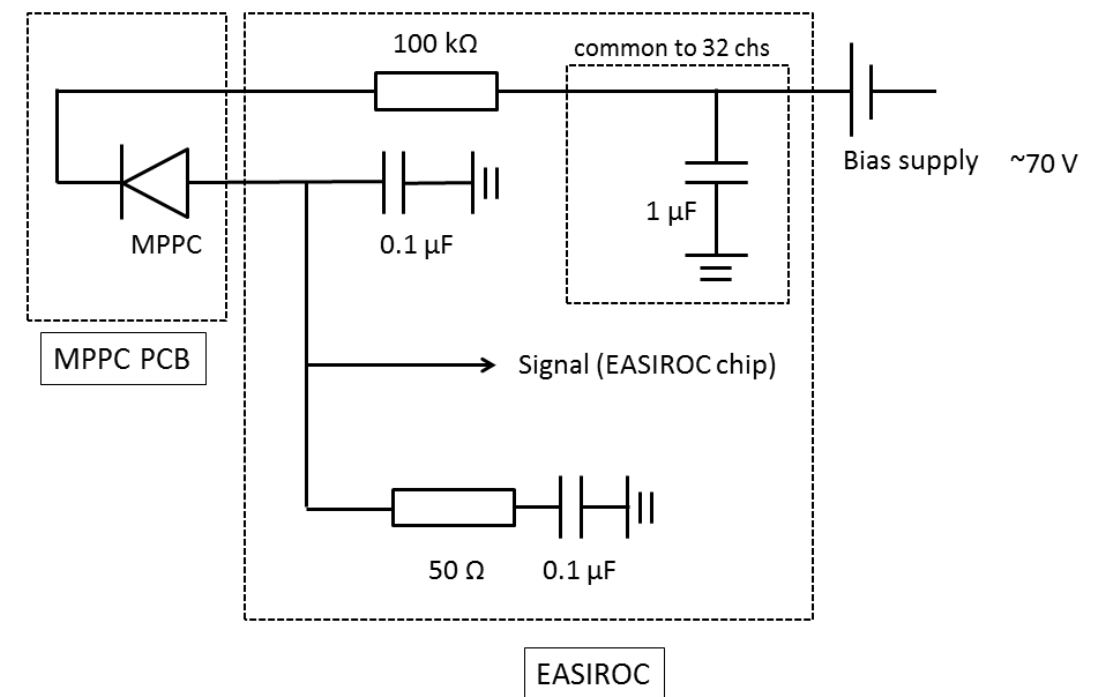 100 kΩ
common to 32 chs
Bias supply ~70 V
1 µF
MPPC
0.1 µF
MPPC PCB
Signal (EASIROC chip)
50 Ω
0.1 µF
EASIROC